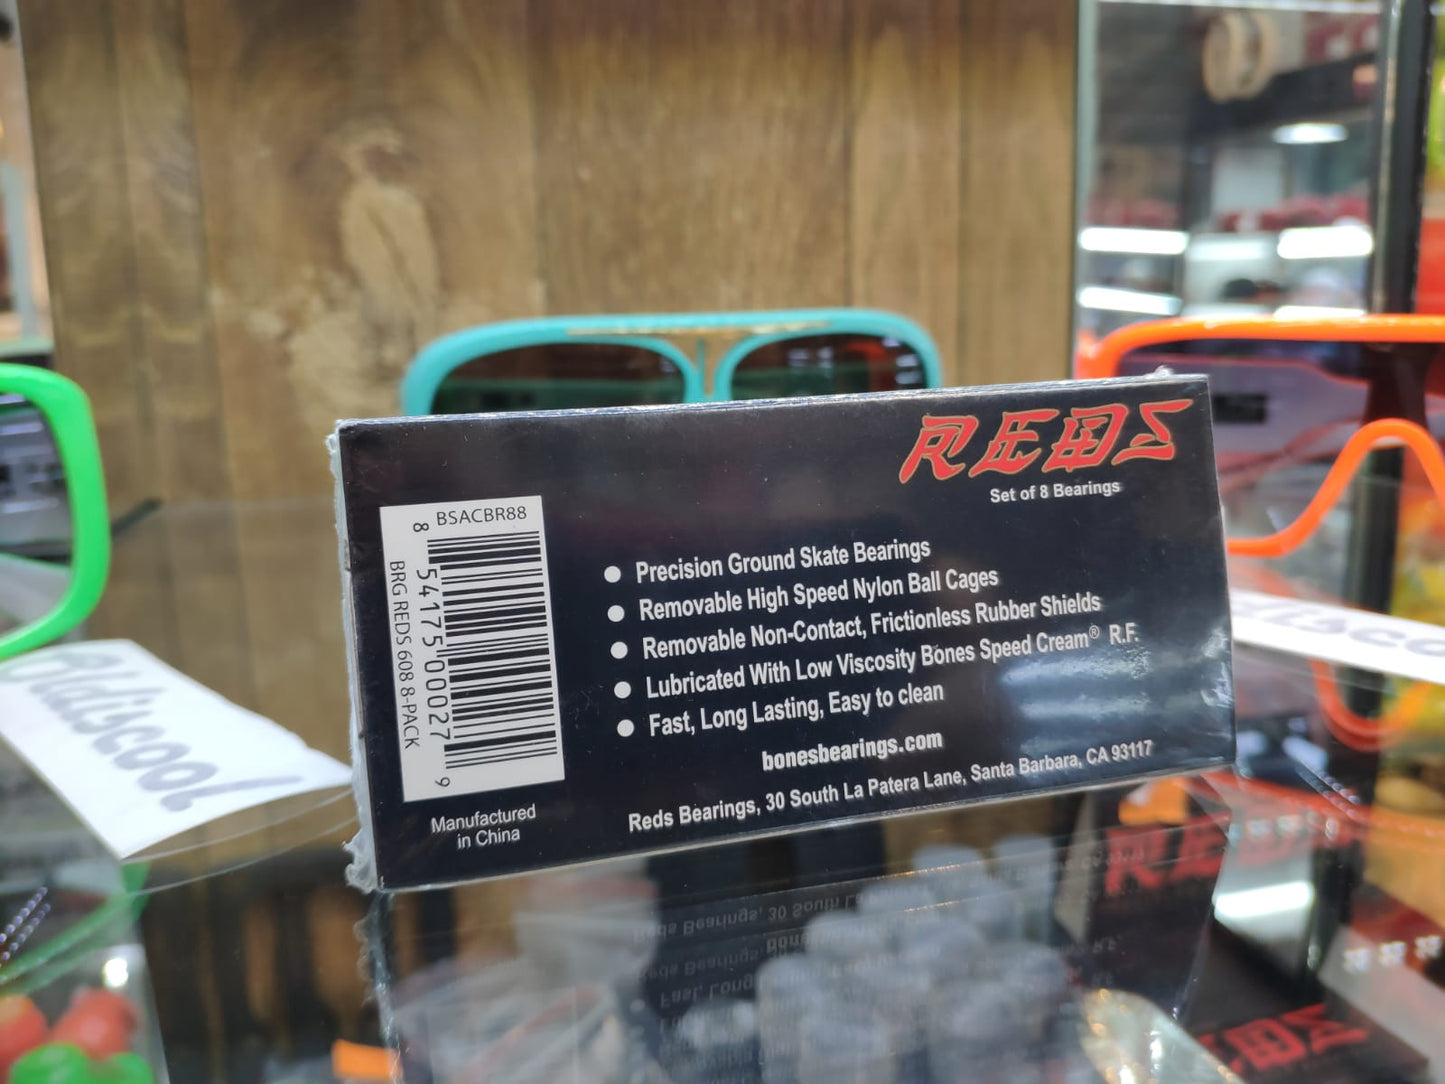 REDS
Set of 8 Bearings
BSACBR88
8 54175 00027 9
BRG REDS 608 8-PACK
Manufactured
in China
● Precision Ground Skate Bearings
● Removable High Speed Nylon Ball Cages
● Removable Non-Contact, Frictionless Rubber Shields
● Lubricated With Low Viscosity Bones Speed Cream® R.F.
● Fast, Long Lasting, Easy to clean
bonesbearings.com
Reds Bearings, 30 South La Patera Lane, Santa Barbara, CA 93117
Addiscool